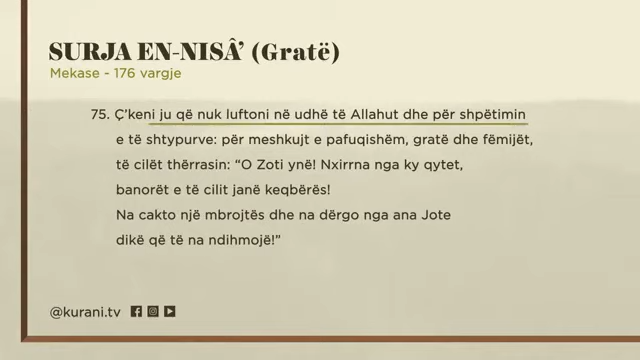 SURJA EN-NISÂ’ (Gratë)
Mekase - 176 vargje
75. Ç’keni ju që nuk luftoni në udhë të Allahut dhe për shpëtimin
e të shtypurve: për meshkujt e pafuqishëm, gratë dhe fëmijët,
të cilët thërrasin: “O Zoti ynë! Nxirrna nga ky qytet,
banorët e të cilit janë keqbërës!
Na cakto një mbrojtës dhe na dërgo nga ana Jote
dikë që të na ndihmojë!”
@kurani.tv